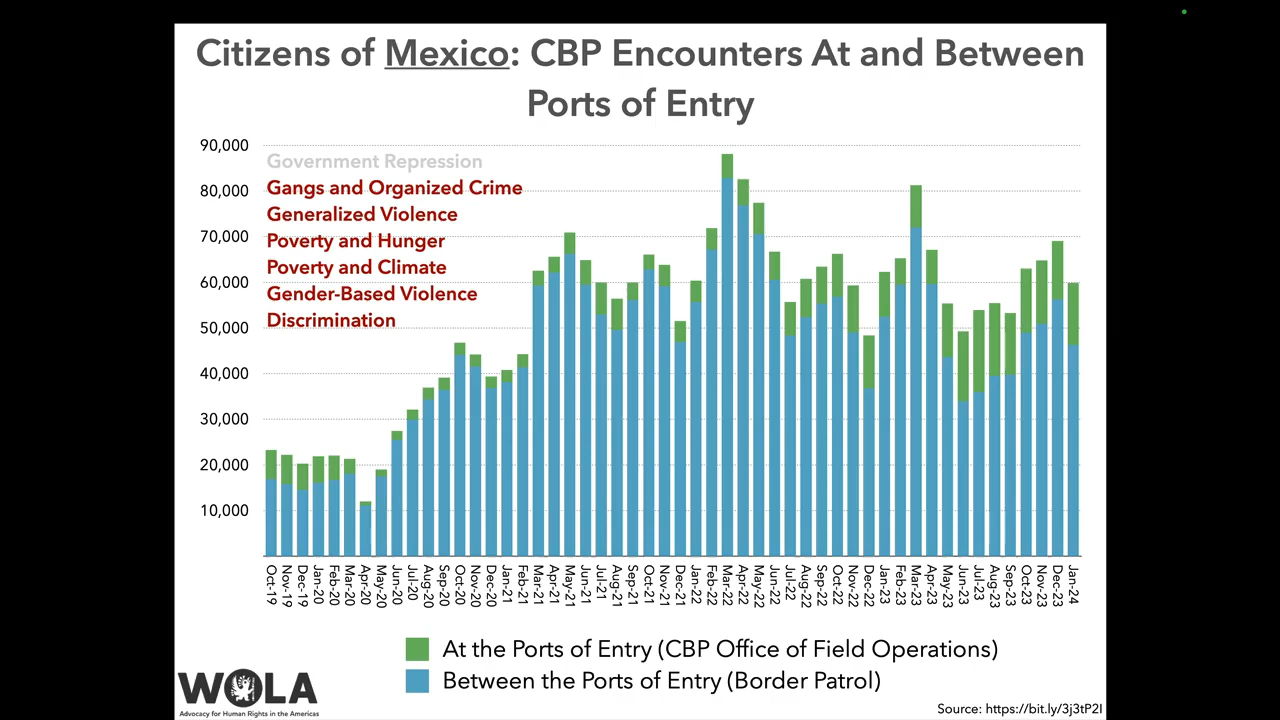 Citizens of Mexico: CBP Encounters At and Between
Ports of Entry
90,000
80,000
70,000
60,000
50,000
40,000
30,000
20,000
10,000
Government Repression
Gangs and Organized Crime
Generalized Violence
Poverty and Hunger
Poverty and Climate
Gender-Based Violence
Discrimination
Oct-19
Nov-19
Dec-19
Jan-20
Feb-20
Mar-20
Apr-20
May-20
Jun-20
Jul-20
Aug-20
Sep-20
Oct-20
Nov-20
Dec-20
Jan-21
Feb-21
Mar-21
Apr-21
May-21
Jun-21
Jul-21
Aug-21
Sep-21
Oct-21
Nov-21
Dec-21
Jan-22
Feb-22
Mar-22
Apr-22
May-22
Jun-22
Jul-22
Aug-22
Sep-22
Oct-22
Nov-22
Dec-22
Jan-23
Feb-23
Mar-23
Apr-23
May-23
Jun-23
Jul-23
Aug-23
Sep-23
Oct-23
Nov-23
Dec-23
Jan-24
At the Ports of Entry (CBP Office of Field Operations)
Between the Ports of Entry (Border Patrol)
WOLA
Advocacy for Human Rights in the Americas
Source: https://bit.ly/3j3tP2I